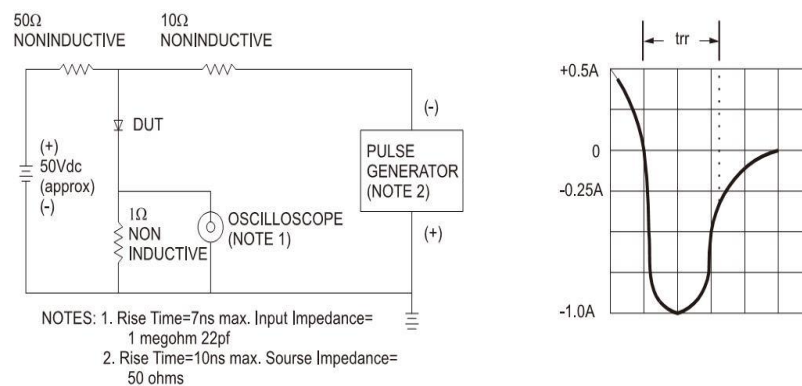 50Ω
NONINDUCTIVE
10Ω
NONINDUCTIVE
DUT
(+)
50Vdc
(approx)
(-)
1Ω
NON
INDUCTIVE
OSCILLOSCOPE
(NOTE 1)
(-)
PULSE
GENERATOR
(NOTE 2)
(+)
NOTES: 1. Rise Time=7ns max. Input Impedance=
1 megohm 22pf
2. Rise Time=10ns max. Sourse Impedance=
50 ohms
trr
+0.5A
0
-0.25A
-1.0A